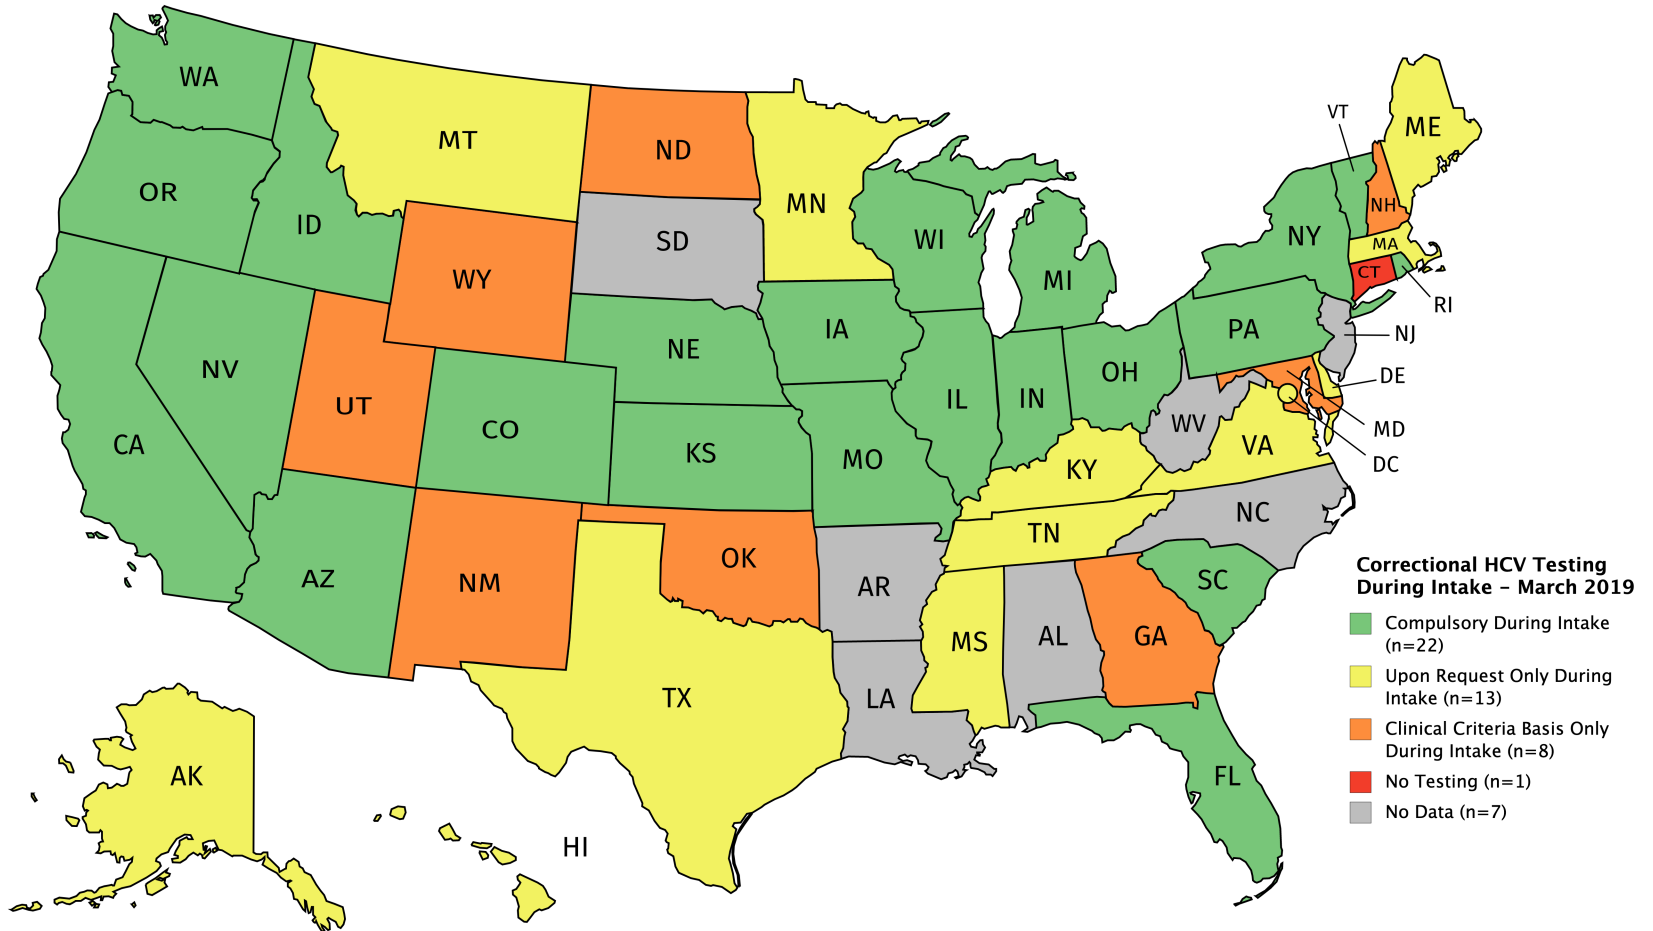 WA
MT
ND
VT
ME
OR
ID
MN
SD
WI
NH
NY
MA
WY
MI
CT
RI
NV
NE
IA
PA
NJ
UT
CO
IL
IN
OH
DE
CA
KS
MO
WV
VA
MD
KY
DC
AZ
NM
OK
TN
NC
AR
SC
MS
AL
GA
TX
LA
AK
HI
FL
Correctional HCV Testing
During Intake – March 2019
Compulsory During Intake
(n=22)
Upon Request Only During
Intake (n=13)
Clinical Criteria Basis Only
During Intake (n=8)
No Testing (n=1)
No Data (n=7)